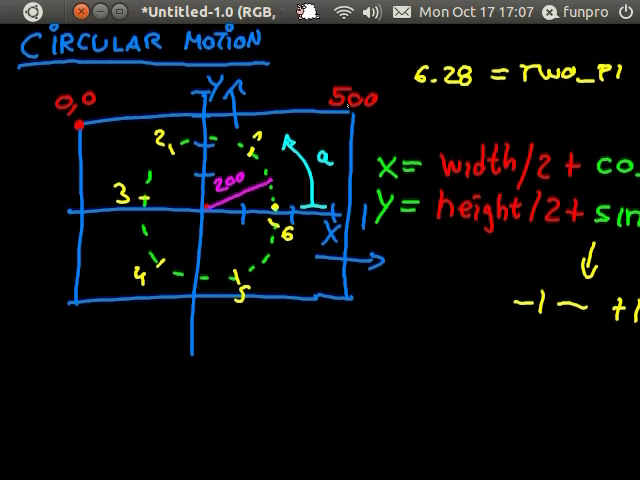 *Untitled-1.0 (RGB, Mon Oct 17 17:07 funpro
CIRCULAR MOTION
6.28 = TWO_PI
Y
0,0
500
2 1 a
200
X= width/2 + co.
3
Y= height/2 + sin
X
6
4 5
-1 ~ +1